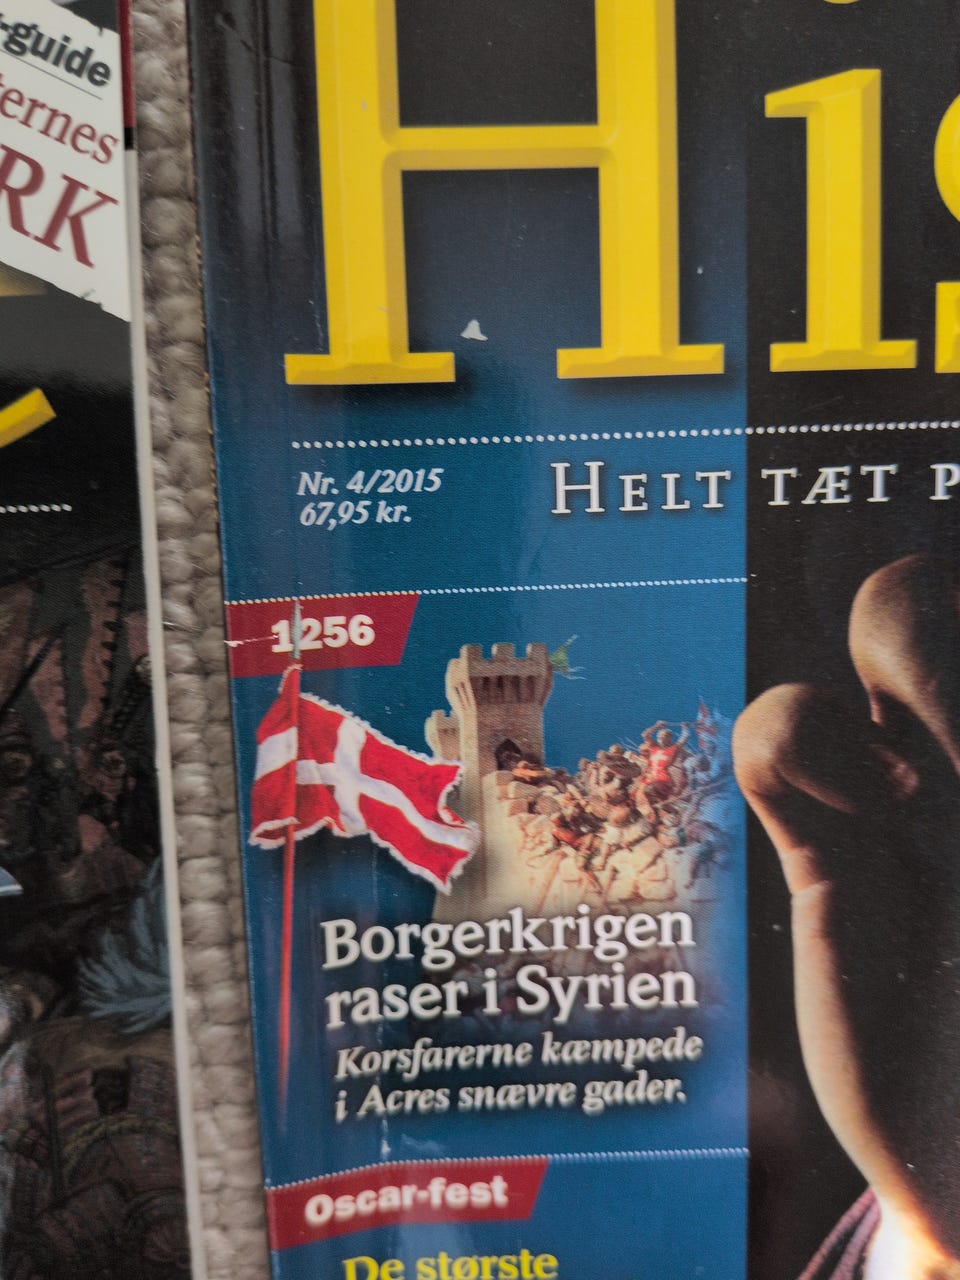 -guide
ernes
RK
His
Nr. 4/2015
67,95 kr.
HELT TÆT P
1256
Borgerkrigen
raser i Syrien
Korsfarerne kæmpede
i Acres snævre gader.
Oscar-fest
De største